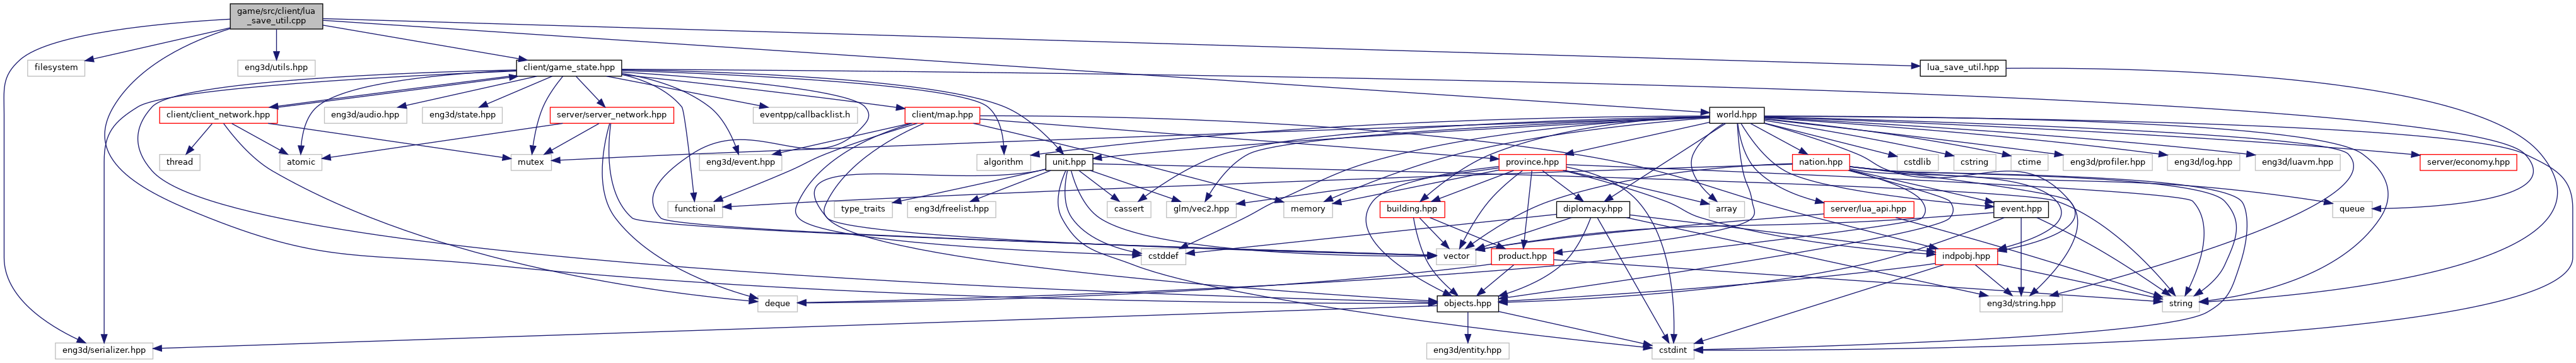 game/src/client/lua
_save_util.cpp
filesystem
eng3d/utils.hpp
client/game_state.hpp
lua_save_util.hpp
client/client_network.hpp
eng3d/audio.hpp
eng3d/state.hpp
server/server_network.hpp
eventpp/callbacklist.h
client/map.hpp
world.hpp
thread
atomic
mutex
eng3d/event.hpp
algorithm
unit.hpp
province.hpp
nation.hpp
cstdlib
cstring
ctime
eng3d/profiler.hpp
eng3d/log.hpp
eng3d/luavm.hpp
server/economy.hpp
functional
type_traits
eng3d/freelist.hpp
cassert
glm/vec2.hpp
memory
building.hpp
diplomacy.hpp
array
server/lua_api.hpp
event.hpp
queue
cstddef
vector
product.hpp
indpobj.hpp
deque
objects.hpp
eng3d/string.hpp
string
eng3d/serializer.hpp
eng3d/entity.hpp
cstdint